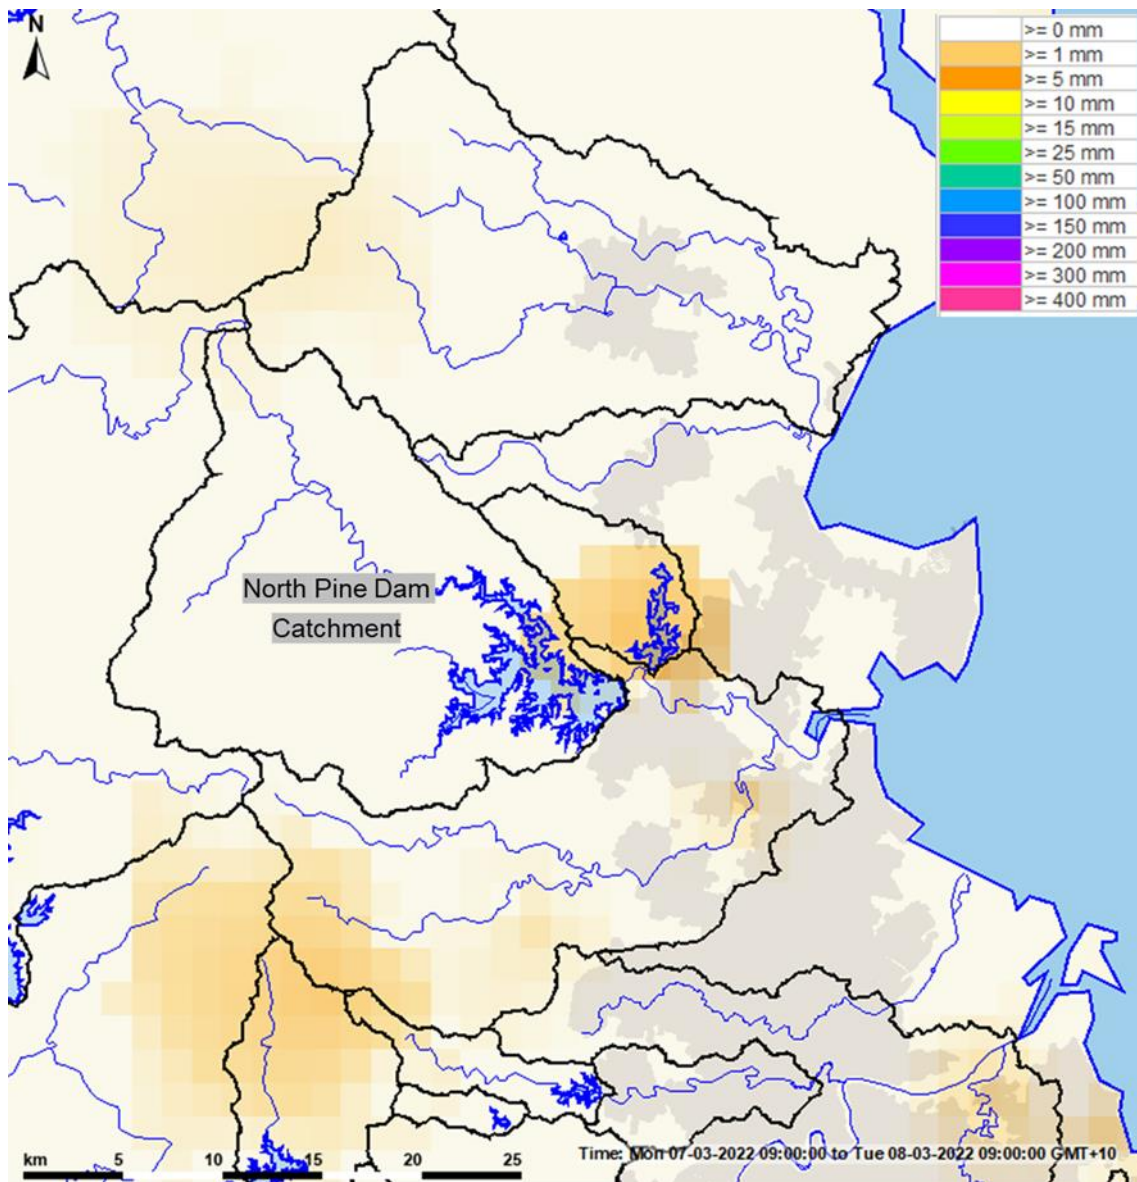 N
>= 0 mm
>= 1 mm
>= 5 mm
>= 10 mm
>= 15 mm
>= 25 mm
>= 50 mm
>= 100 mm
>= 150 mm
>= 200 mm
>= 300 mm
>= 400 mm
North Pine Dam
Catchment
km 5 10 15 20 25
Time: Mon 07-03-2022 09:00:00 to Tue 08-03-2022 09:00:00 GMT+10